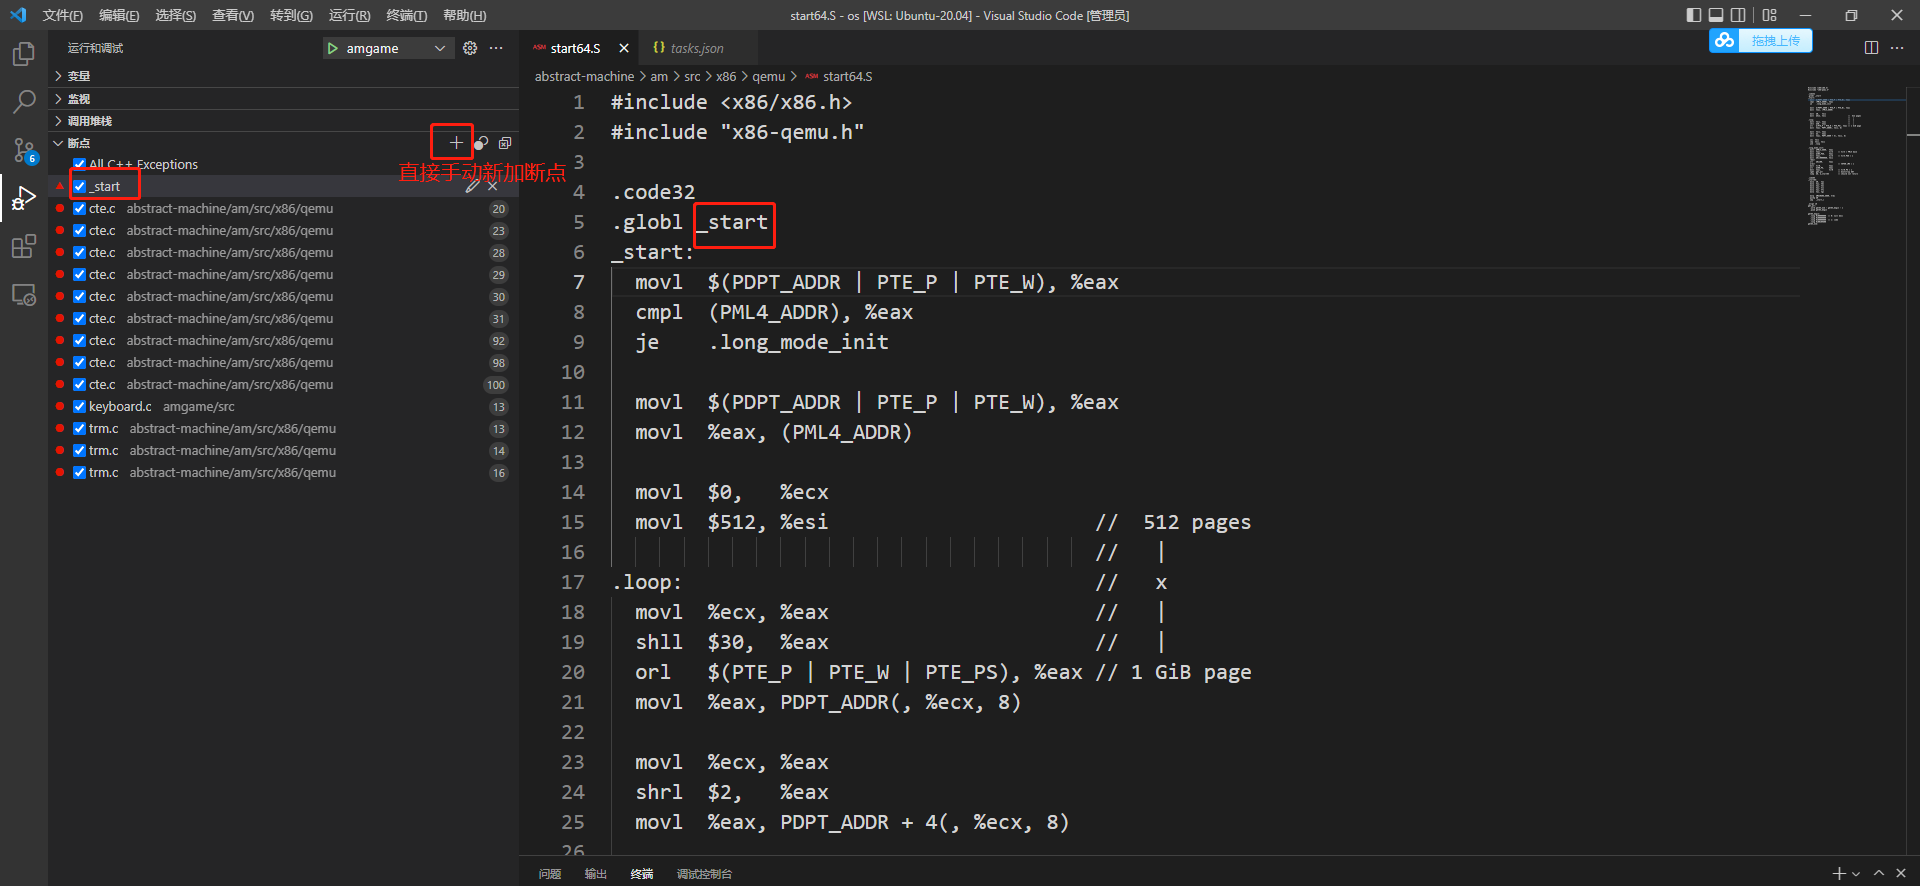 文件(F) 编辑(E) 选择(S) 查看(V) 转到(G) 运行(R) 终端(T) 帮助(H)
start64.S - os [WSL: Ubuntu-20.04] - Visual Studio Code [管理员]
拖拽上传
运行和调试
amgame
变量
监视
调用堆栈
断点
直接手动新加断点
All C++ Exceptions
_start
cte.c abstract-machine/am/src/x86/qemu 20
cte.c abstract-machine/am/src/x86/qemu 23
cte.c abstract-machine/am/src/x86/qemu 28
cte.c abstract-machine/am/src/x86/qemu 29
cte.c abstract-machine/am/src/x86/qemu 30
cte.c abstract-machine/am/src/x86/qemu 31
cte.c abstract-machine/am/src/x86/qemu 92
cte.c abstract-machine/am/src/x86/qemu 98
cte.c abstract-machine/am/src/x86/qemu 100
keyboard.c amgame/src 13
trm.c abstract-machine/am/src/x86/qemu 13
trm.c abstract-machine/am/src/x86/qemu 14
trm.c abstract-machine/am/src/x86/qemu 16
6
ASM start64.S {} tasks.json
abstract-machine > am > src > x86 > qemu > ASM start64.S
1 #include <x86/x86.h>
2 #include "x86-qemu.h"
3
4 .code32
5 .globl _start
6 _start:
7 movl $(PDPT_ADDR | PTE_P | PTE_W), %eax
8 cmpl (PML4_ADDR), %eax
9 je .long_mode_init
10
11 movl $(PDPT_ADDR | PTE_P | PTE_W), %eax
12 movl %eax, (PML4_ADDR)
13
14 movl $0, %ecx
15 movl $512, %esi // 512 pages
16 // |
17 .loop: // x
18 movl %ecx, %eax // |
19 shll $30, %eax // |
20 orl $(PTE_P | PTE_W | PTE_PS), %eax // 1 GiB page
21 movl %eax, PDPT_ADDR(, %ecx, 8)
22
23 movl %ecx, %eax
24 shrl $2, %eax
25 movl %eax, PDPT_ADDR + 4(, %ecx, 8)
26
问题 输出 终端 调试控制台